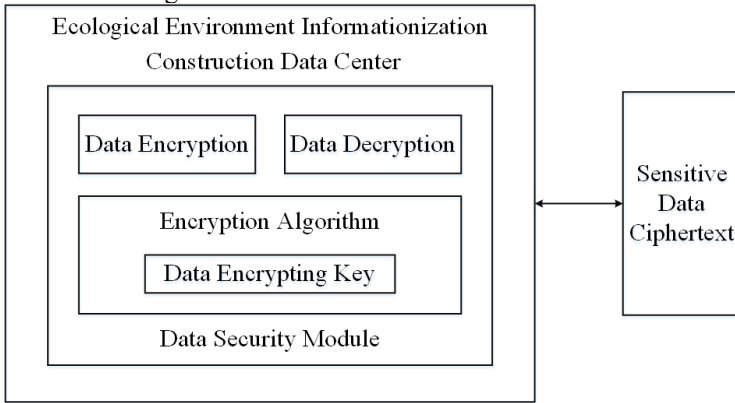 Ecological Environment Informationization
Construction Data Center
Data Encryption
Data Decryption
Encryption Algorithm
Data Encrypting Key
Data Security Module
Sensitive
Data
Ciphertext